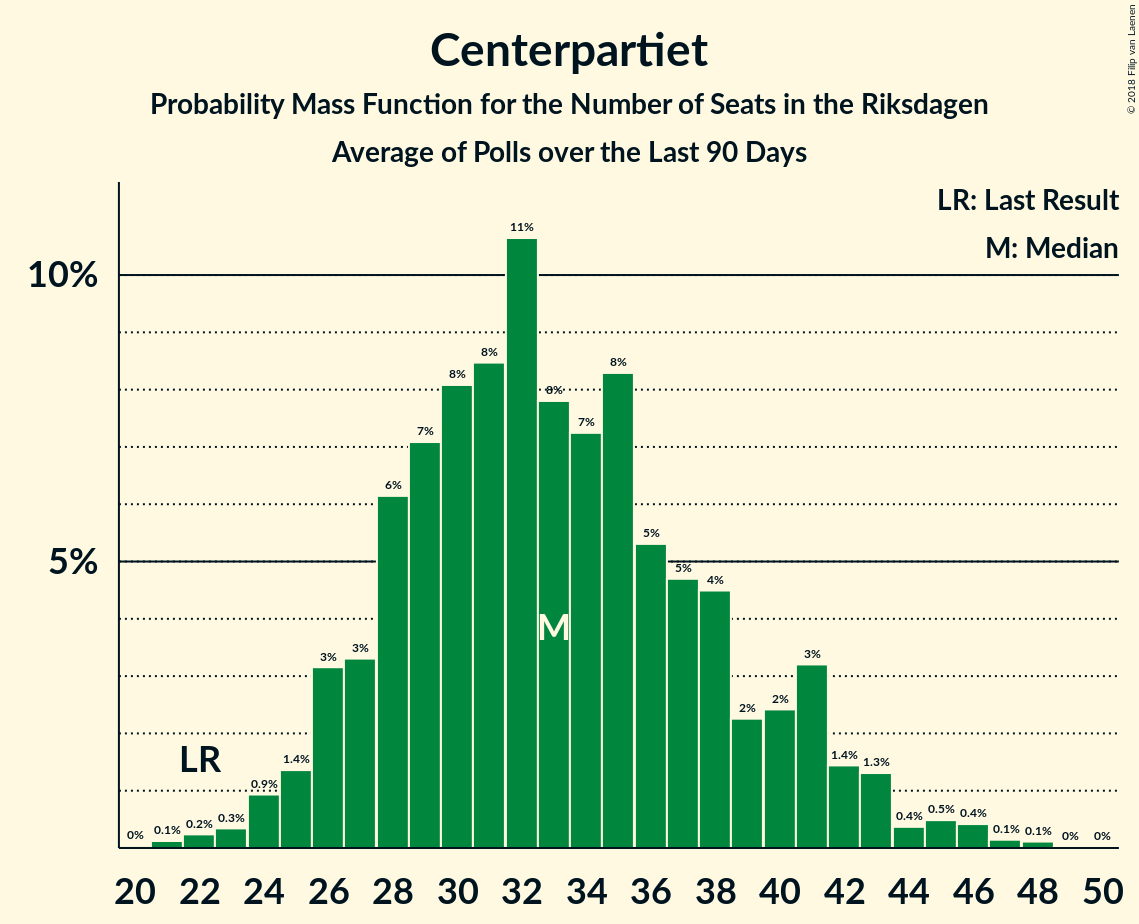 Centerpartiet
Probability Mass Function for the Number of Seats in the Riksdagen
Average of Polls over the Last 90 Days
© 2018 Filip van Laenen
LR: Last Result
M: Median
10%
5%
0% 0.1% 0.2% 0.3% 0.9% 1.4% 3% 3% 6% 7% 8% 8% 11% 8% 7% 8% 5% 5% 4% 2% 2% 3% 1.4% 1.3% 0.4% 0.5% 0.4% 0.1% 0.1% 0% 0%
LR
M
20 22 24 26 28 30 32 34 36 38 40 42 44 46 48 50